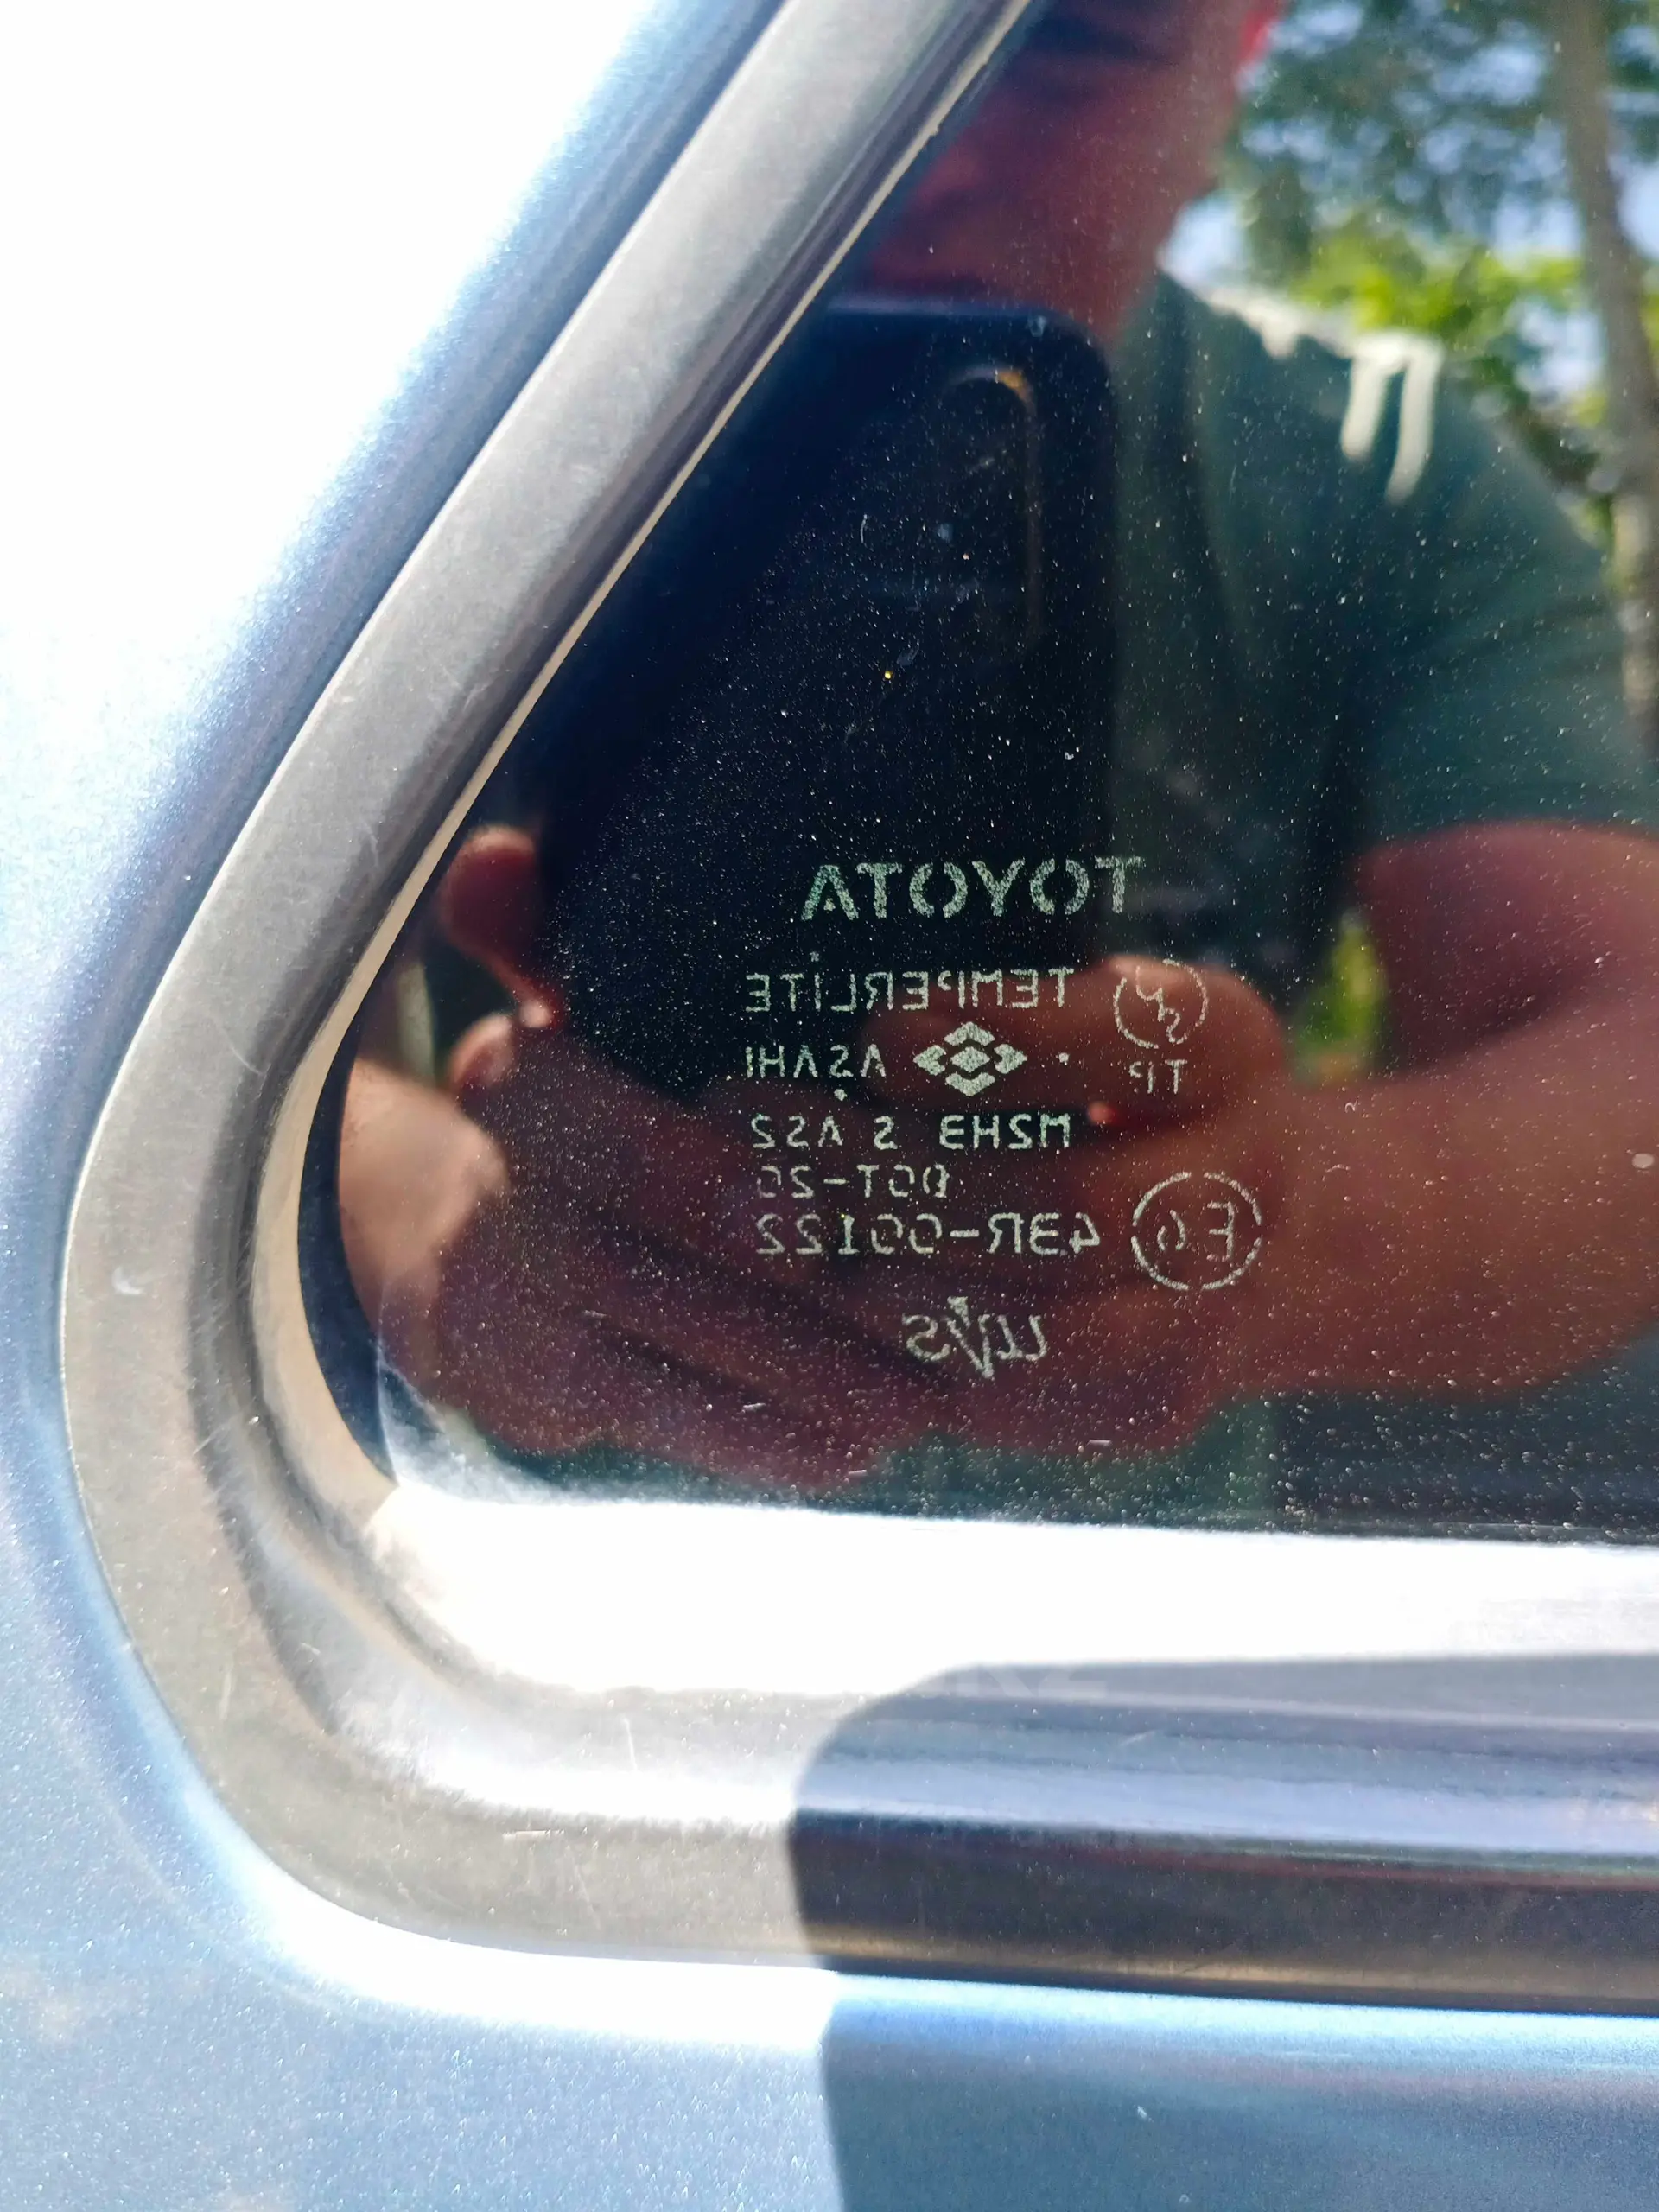 TOYOTA
TEMPERLITE
TP ASAHI
M2H3 S AS2
DOT-20
E6 43R-00122